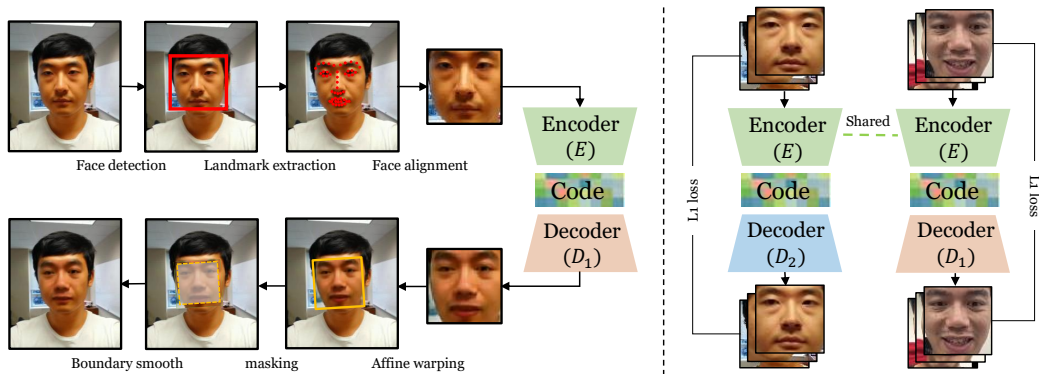 Face detection
Landmark extraction
Face alignment
Encoder
(E)
Code
Decoder
(D₁)
Boundary smooth
masking
Affine warping
L1 loss
Encoder
(E)
Shared
Encoder
(E)
L1 loss
Code
Code
Decoder
(D₂)
Decoder
(D₁)